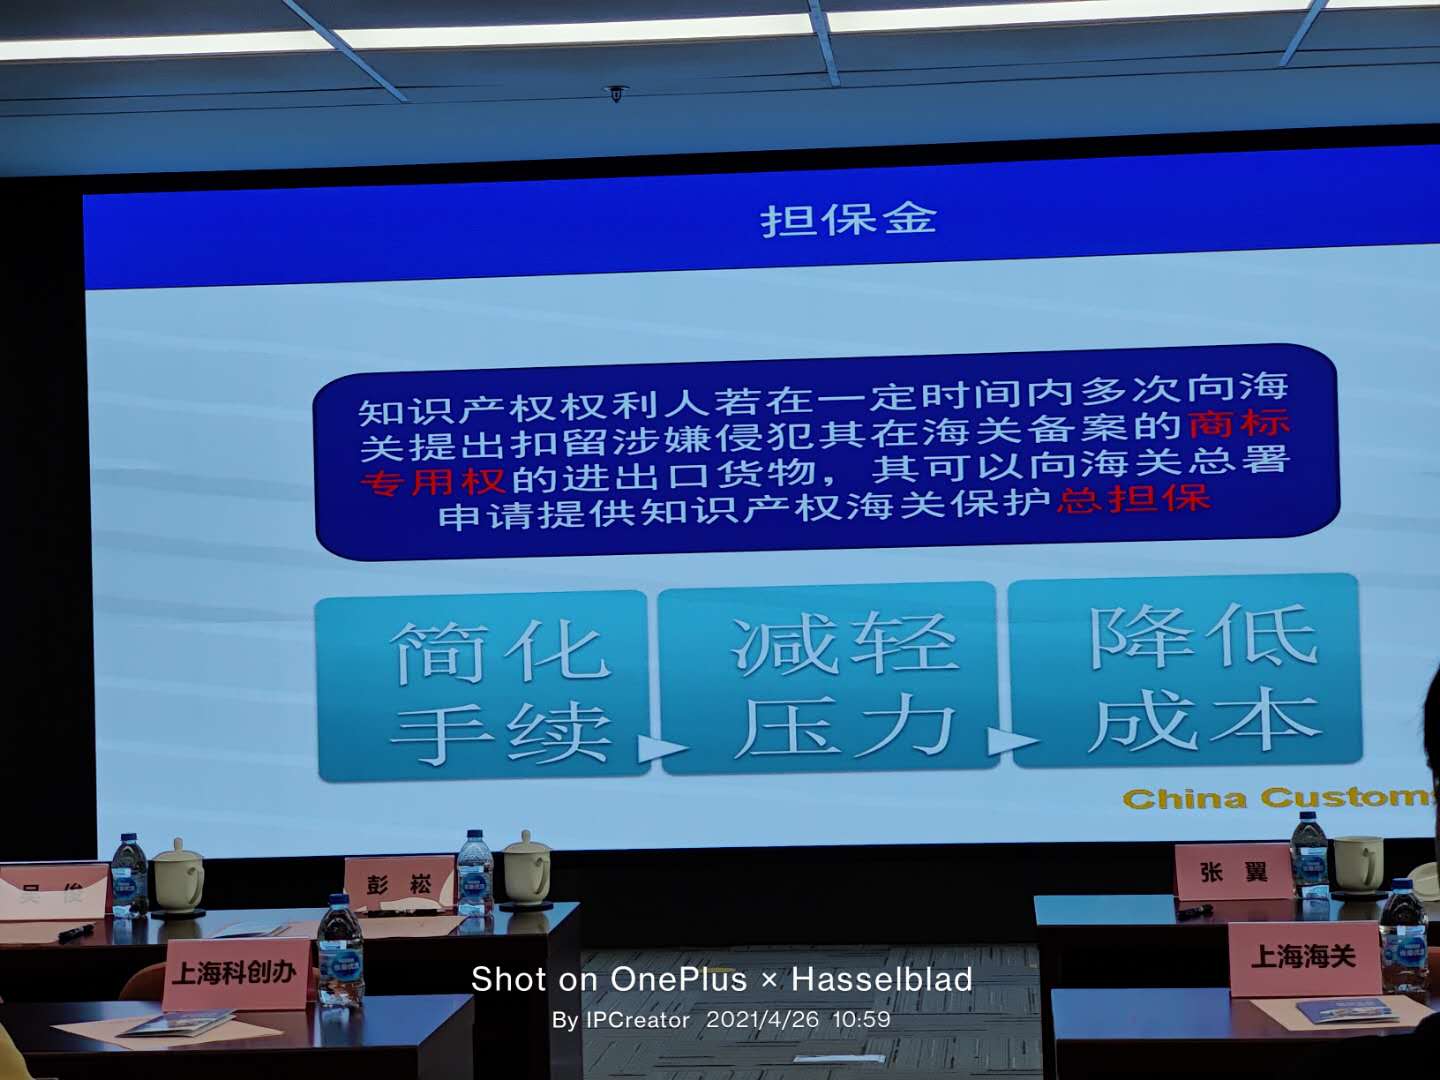 担保金
知识产权权利人若在一定时间内多次向海
关提出扣留涉嫌侵犯其在海关备案的商标
专用权的进出口货物，其可以向海关总署
申请提供知识产权海关保护总担保
简化
手续
减轻
压力
降低
成本
China Customs
吴 俊
彭 崧
张 翼
上海科创办
上海海关
Shot on OnePlus × Hasselblad
By IPCreator 2021/4/26 10:59